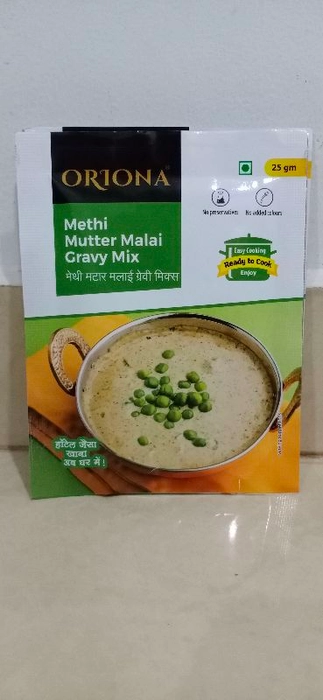 ORIONA
25 gm
No preservatives
No added colours
Methi
Mutter Malai
Gravy Mix
मेथी मटार मलाई ग्रेवी मिक्स
Easy Cooking
Ready to Cook
Enjoy
हॉटेल जैसा
खाना
अब घर में!